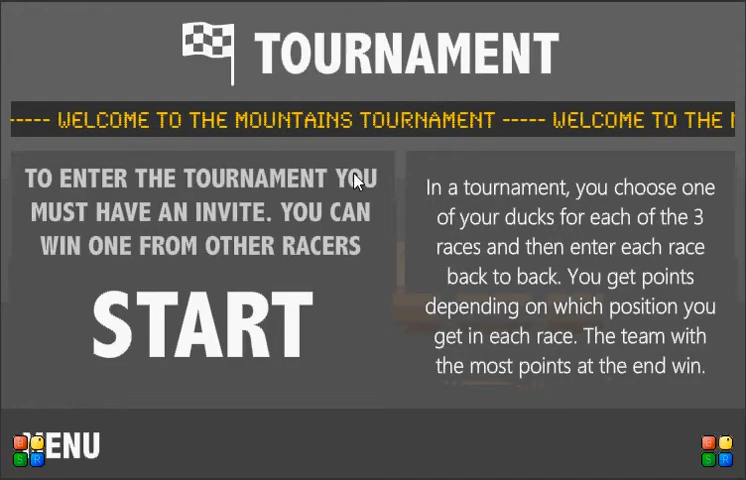 TOURNAMENT
----- WELCOME TO THE MOUNTAINS TOURNAMENT ----- WELCOME TO THE
TO ENTER THE TOURNAMENT YOU
MUST HAVE AN INVITE. YOU CAN
WIN ONE FROM OTHER RACERS
START
In a tournament, you choose one
of your ducks for each of the 3
races and then enter each race
back to back. You get points
depending on which position you
get in each race. The team with
the most points at the end win.
MENU
B
S R
B
S R